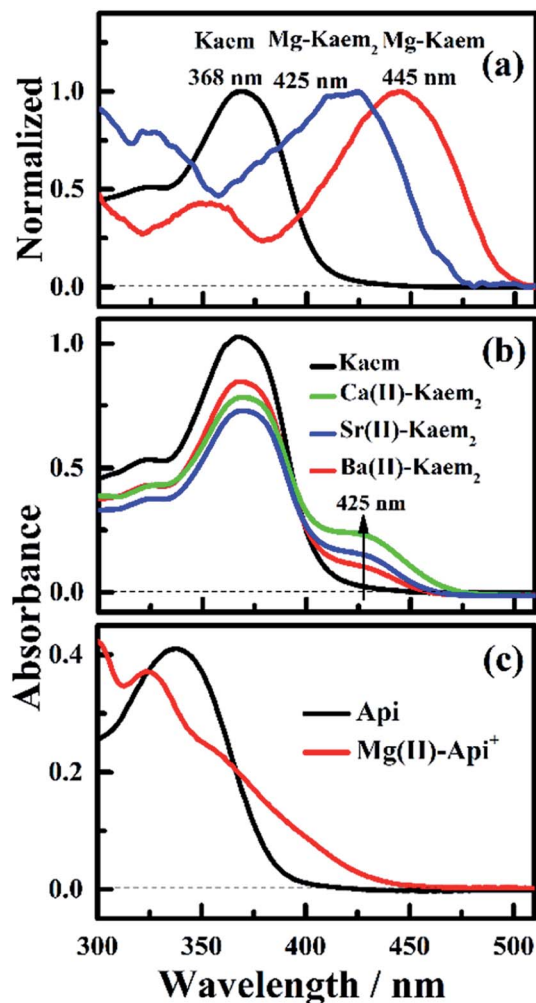 Kaem Mg-Kaem2 Mg-Kaem
368 nm 425 nm 445 nm
(a)
Normalized
1.0
0.5
0.0
(b)
1.0
0.5
0.0
Kaem
Ca(II)-Kaem2
Sr(II)-Kaem2
Ba(II)-Kaem2
425 nm
Absorbance
(c)
0.4
0.2
0.0
Api
Mg(II)-Api+
300 350 400 450 500
Wavelength / nm